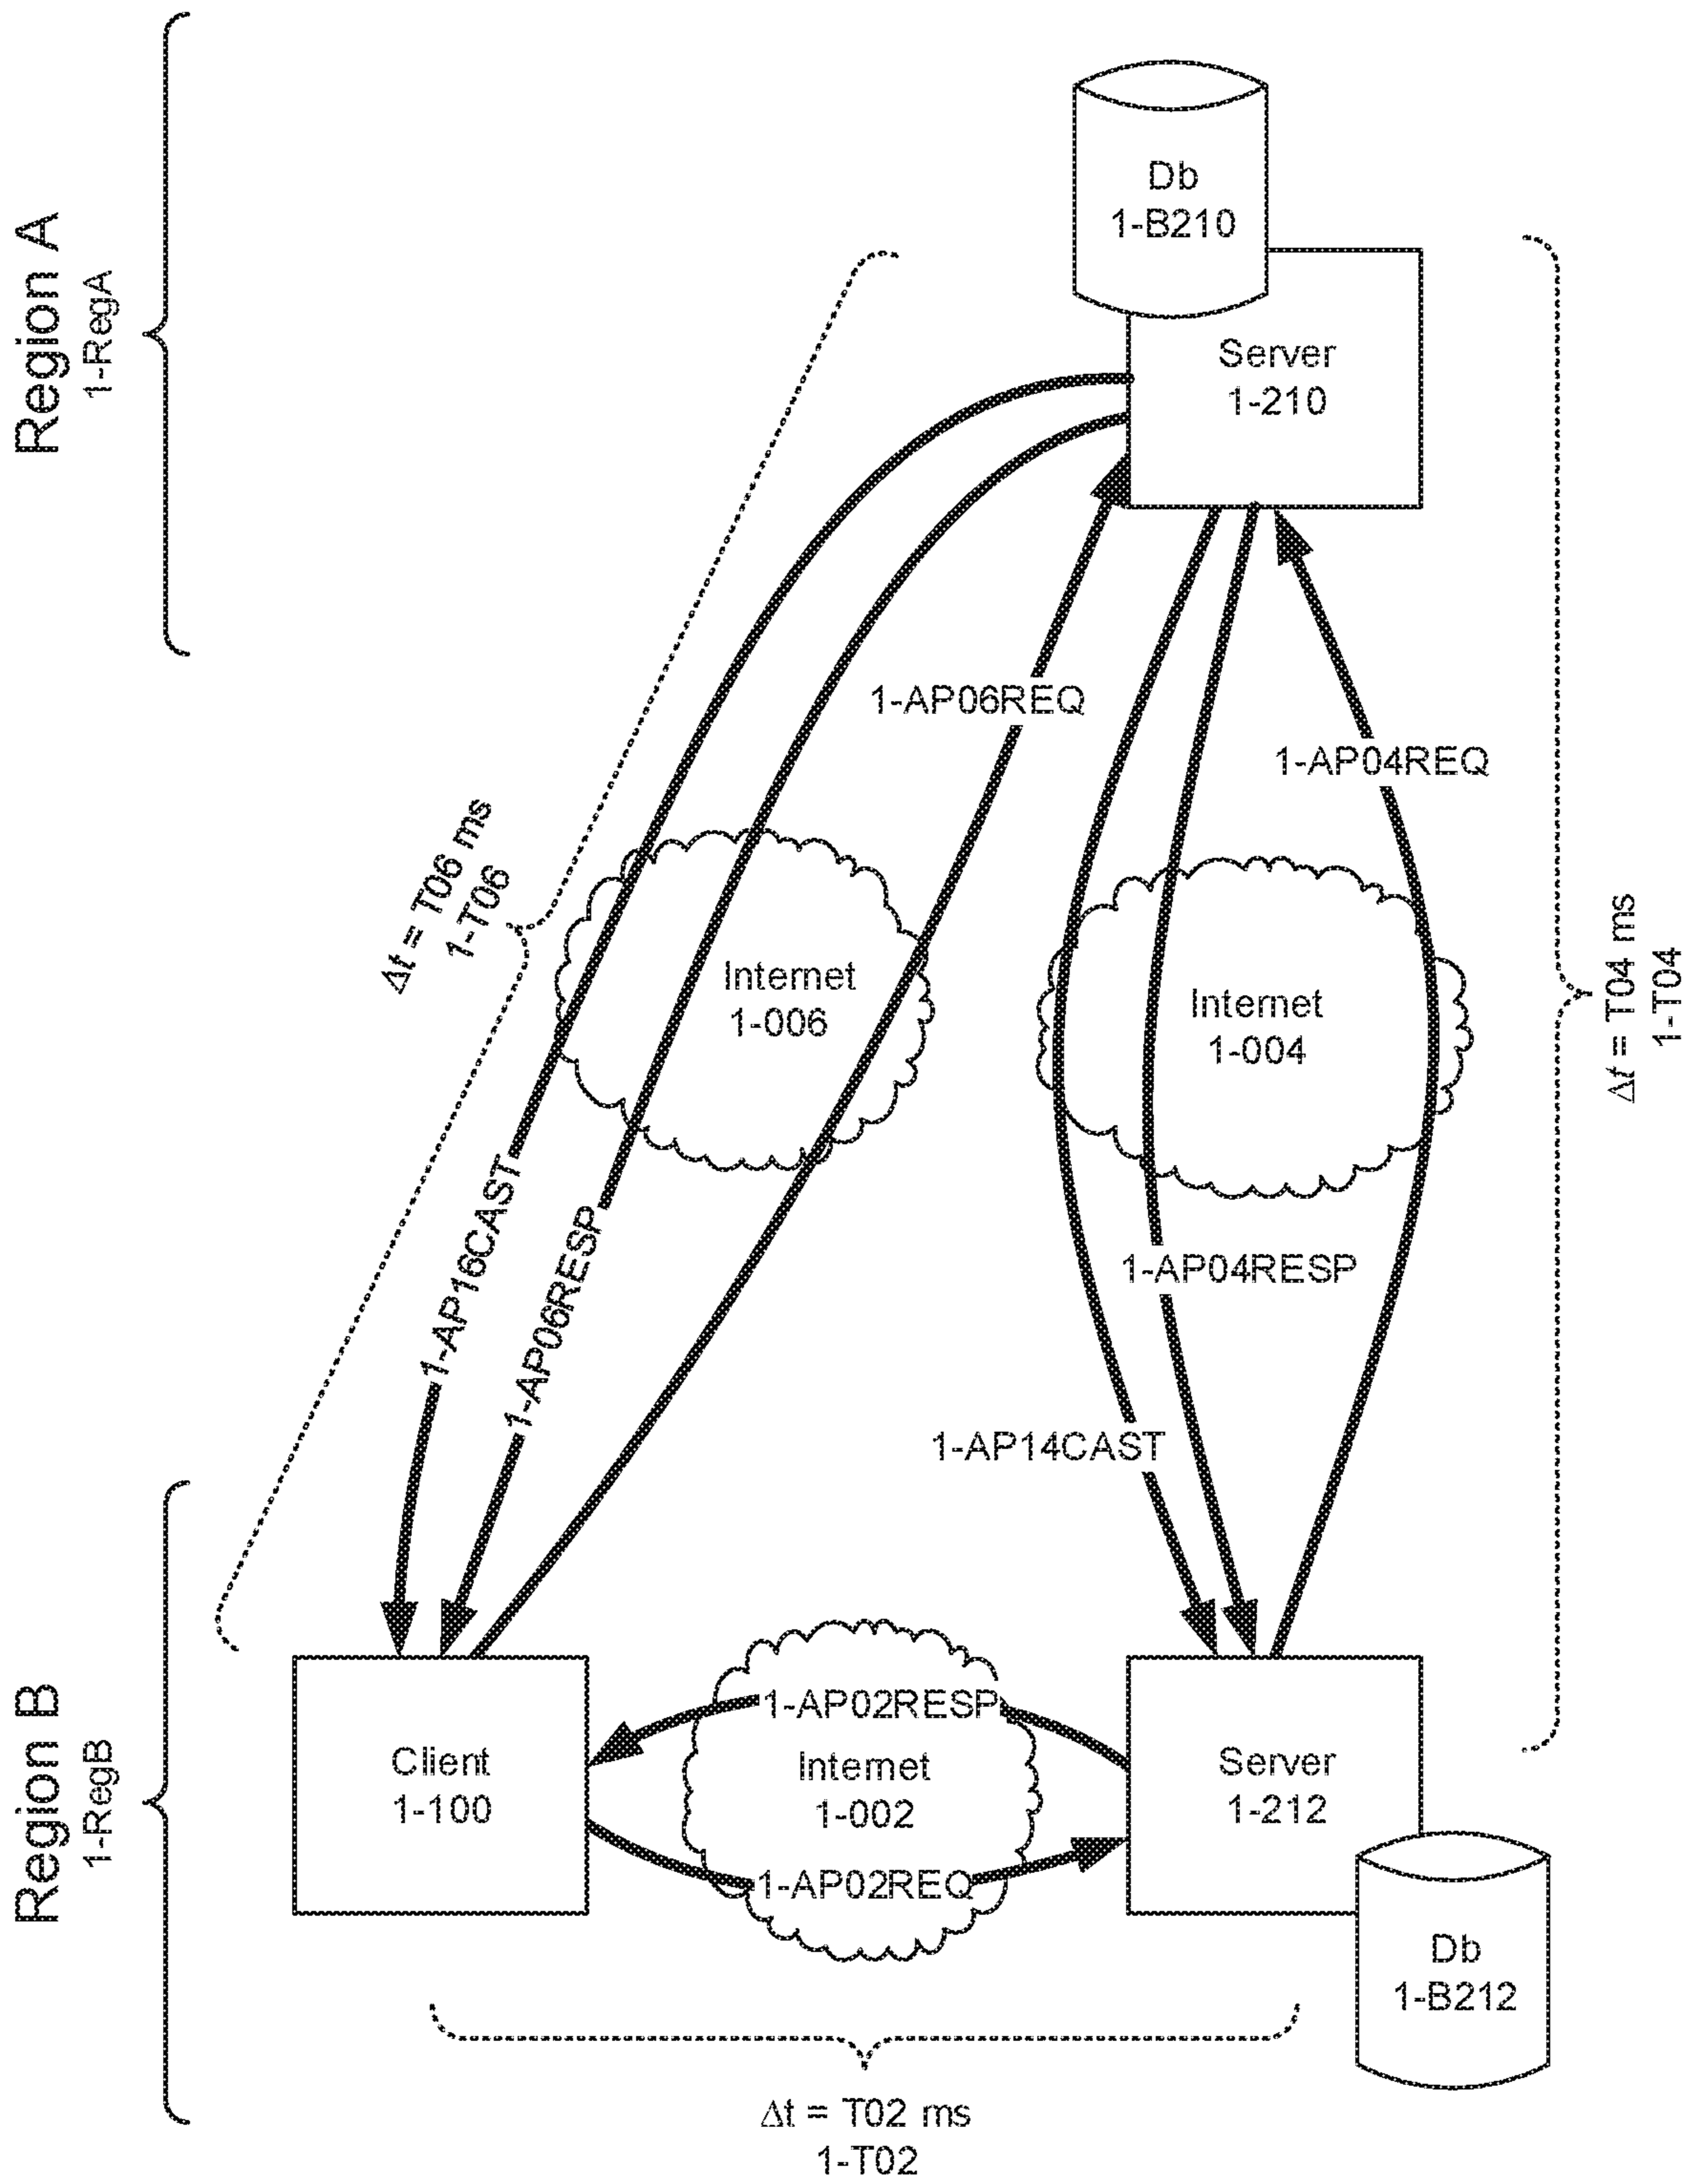 Region A
1-RegA
Db
1-B210
Server
1-210
1-AP06REQ
1-AP04REQ
Δt = T06 ms
1-T06
Internet
1-006
Internet
1-004
Δt = T04 ms
1-T04
1-AP16CAST
1-AP06RESP
1-AP04RESP
1-AP14CAST
Region B
1-RegB
Client
1-100
1-AP02RESP
Internet
1-002
1-AP02REQ
Server
1-212
Db
1-B212
Δt = T02 ms
1-T02